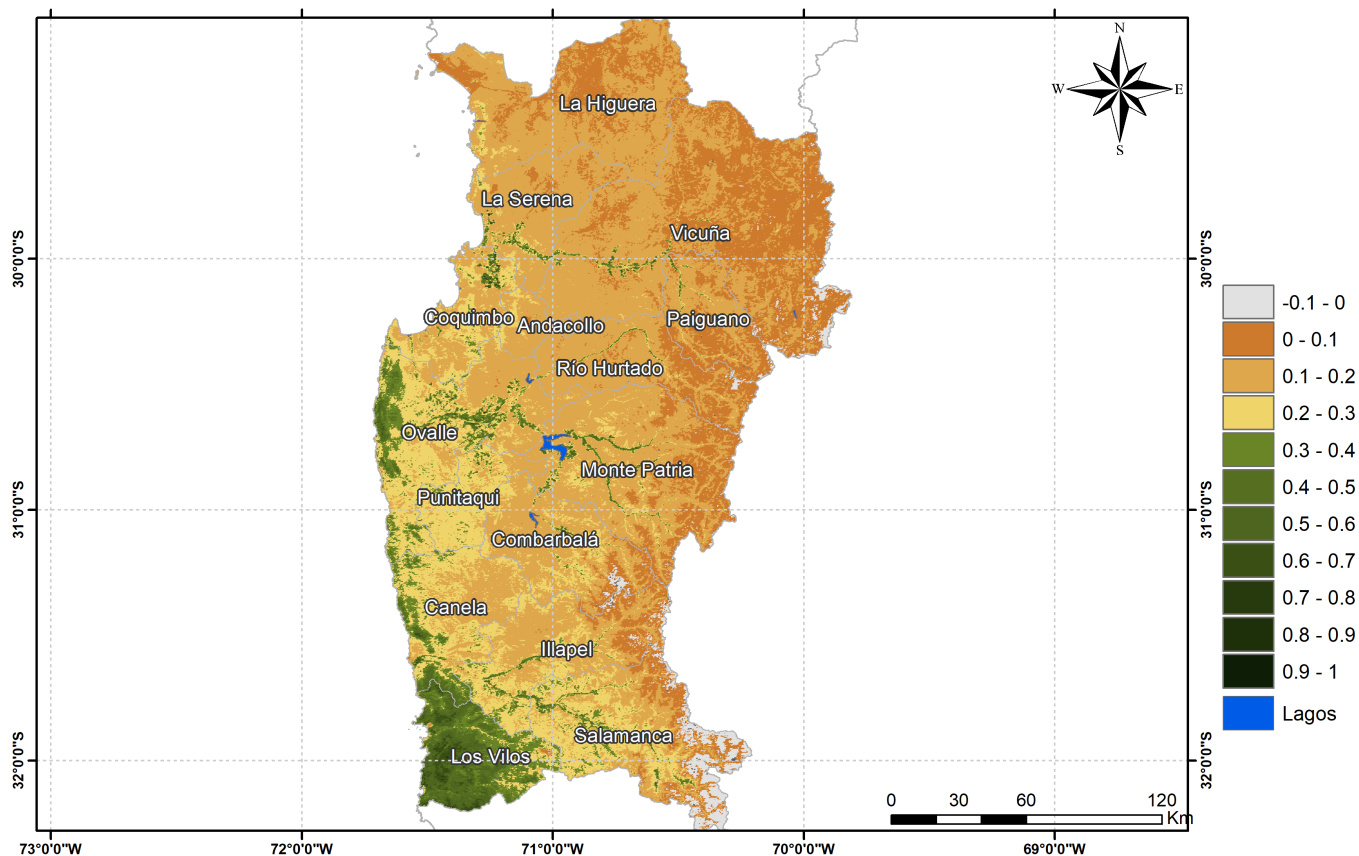 N
W E
S
La Higuera
La Serena
Vicuña
Coquimbo
Andacollo
Paiguano
Río Hurtado
Ovalle
Monte Patria
Punitaqui
Combarbalá
Canela
Illapel
Salamanca
Los Vilos
30°0'0"S
31°0'0"S
32°0'0"S
30°0'0"S
31°0'0"S
32°0'0"S
-0.1 - 0
0 - 0.1
0.1 - 0.2
0.2 - 0.3
0.3 - 0.4
0.4 - 0.5
0.5 - 0.6
0.6 - 0.7
0.7 - 0.8
0.8 - 0.9
0.9 - 1
Lagos
0 30 60 120
Km
73°0'0"W 72°0'0"W 71°0'0"W 70°0'0"W 69°0'0"W